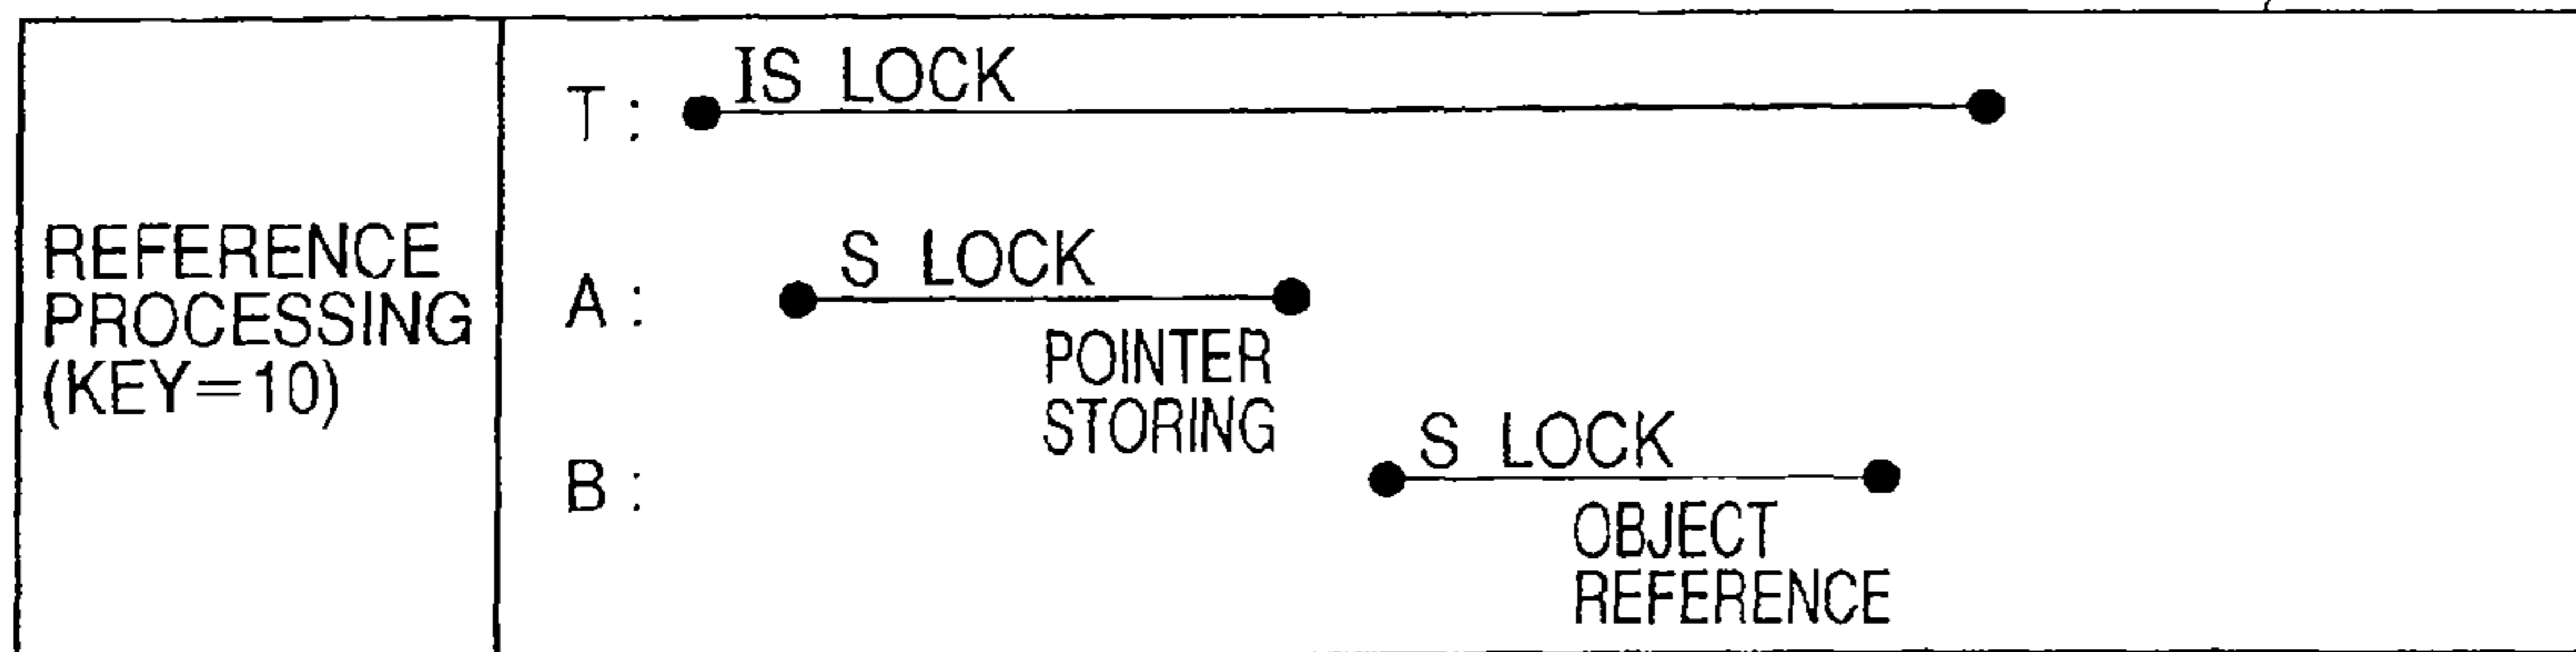 REFERENCE
PROCESSING
(KEY=10)
T: IS LOCK
A: S LOCK
POINTER
STORING
B: S LOCK
OBJECT
REFERENCE